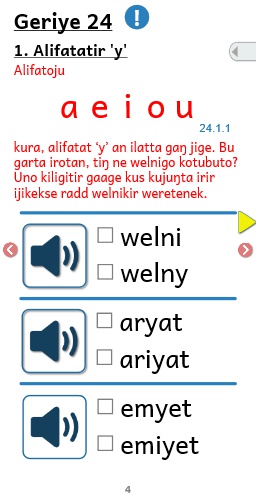 Geriye 24 !
1. Alifatatir 'y'
Alifatoju
a e i o u
24.1.1
kura, alifatat ‘y’ an ilatta gaŋ jige. Bu
garta irotan, tiŋ ne welnigo kotubuto?
Uno kiligitir gaage kus kujuŋta irir
ijikekse radd welnikir weretenek.
welni
welny
aryat
ariyat
emyet
emiyet
4